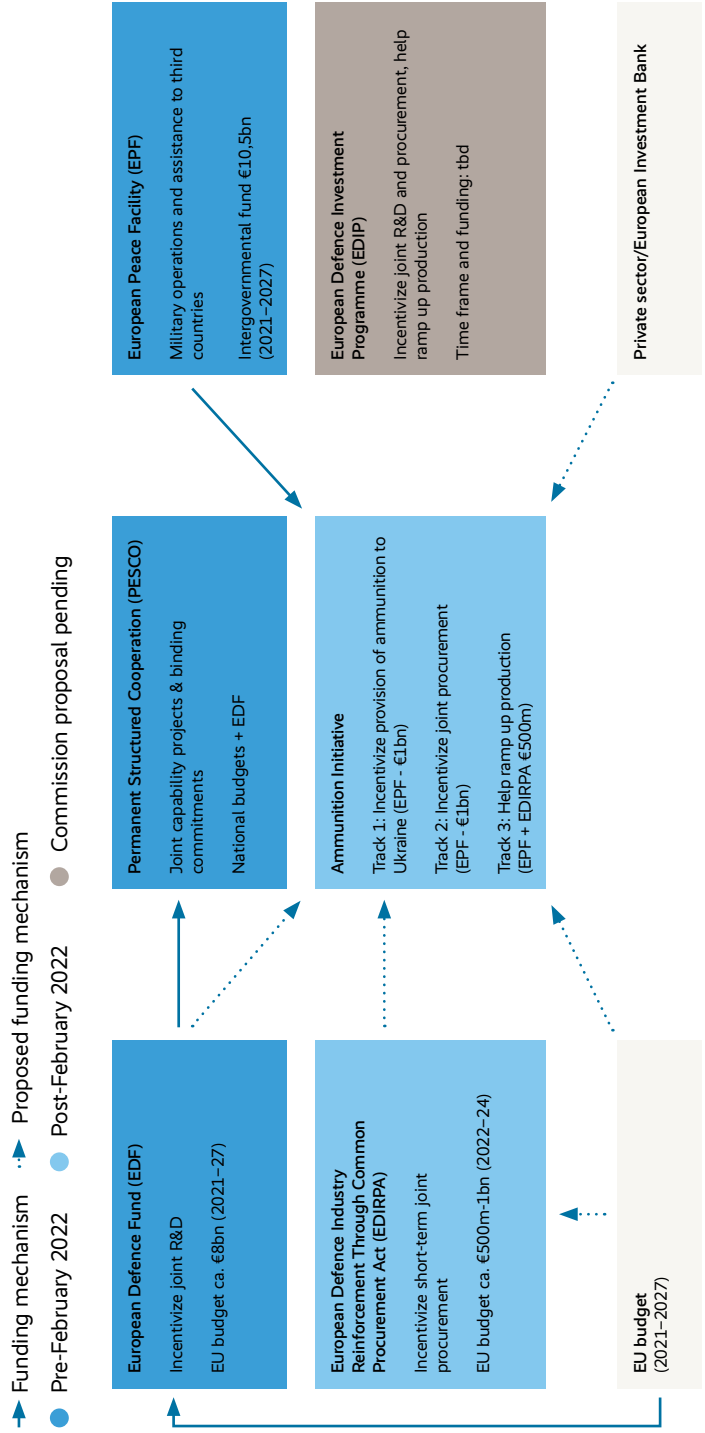 Funding mechanism
Proposed funding mechanism
Pre-February 2022
Post-February 2022
Commission proposal pending
European Defence Fund (EDF)
Incentivize joint R&D
EU budget ca. €8bn (2021–27)
Permanent Structured Cooperation (PESCO)
Joint capability projects & binding
commitments
National budgets + EDF
European Peace Facility (EPF)
Military operations and assistance to third
countries
Intergovernmental fund €10,5bn
(2021–2027)
European Defence Industry
Reinforcement Through Common
Procurement Act (EDIRPA)
Incentivize short-term joint
procurement
EU budget ca. €500m-1bn (2022–24)
Ammunition Initiative
Track 1: Incentivize provision of ammunition to
Ukraine (EPF - €1bn)
Track 2: Incentivize joint procurement
(EPF - €1bn)
Track 3: Help ramp up production
(EPF + EDIRPA €500m)
European Defence Investment
Programme (EDIP)
Incentivize joint R&D and procurement, help
ramp up production
Time frame and funding: tbd
EU budget
(2021–2027)
Private sector/European Investment Bank